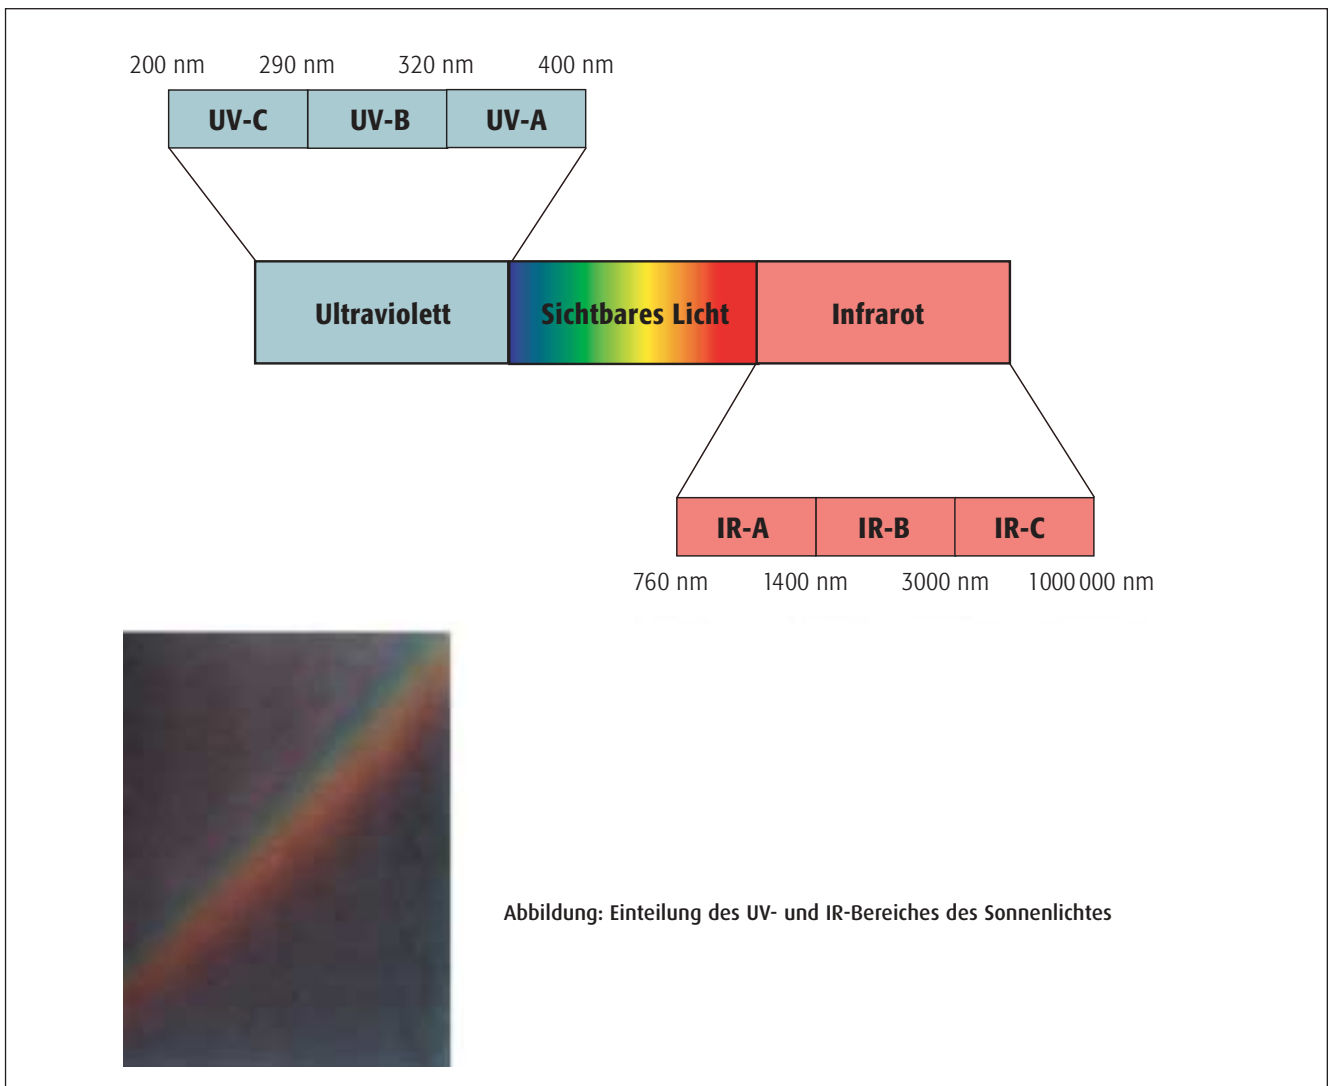 200 nm 290 nm 320 nm 400 nm
UV-C UV-B UV-A
Ultraviolett Sichtbares Licht Infrarot
IR-A IR-B IR-C
760 nm 1400 nm 3000 nm 1000 000 nm
Abbildung: Einteilung des UV- und IR-Bereiches des Sonnenlichtes